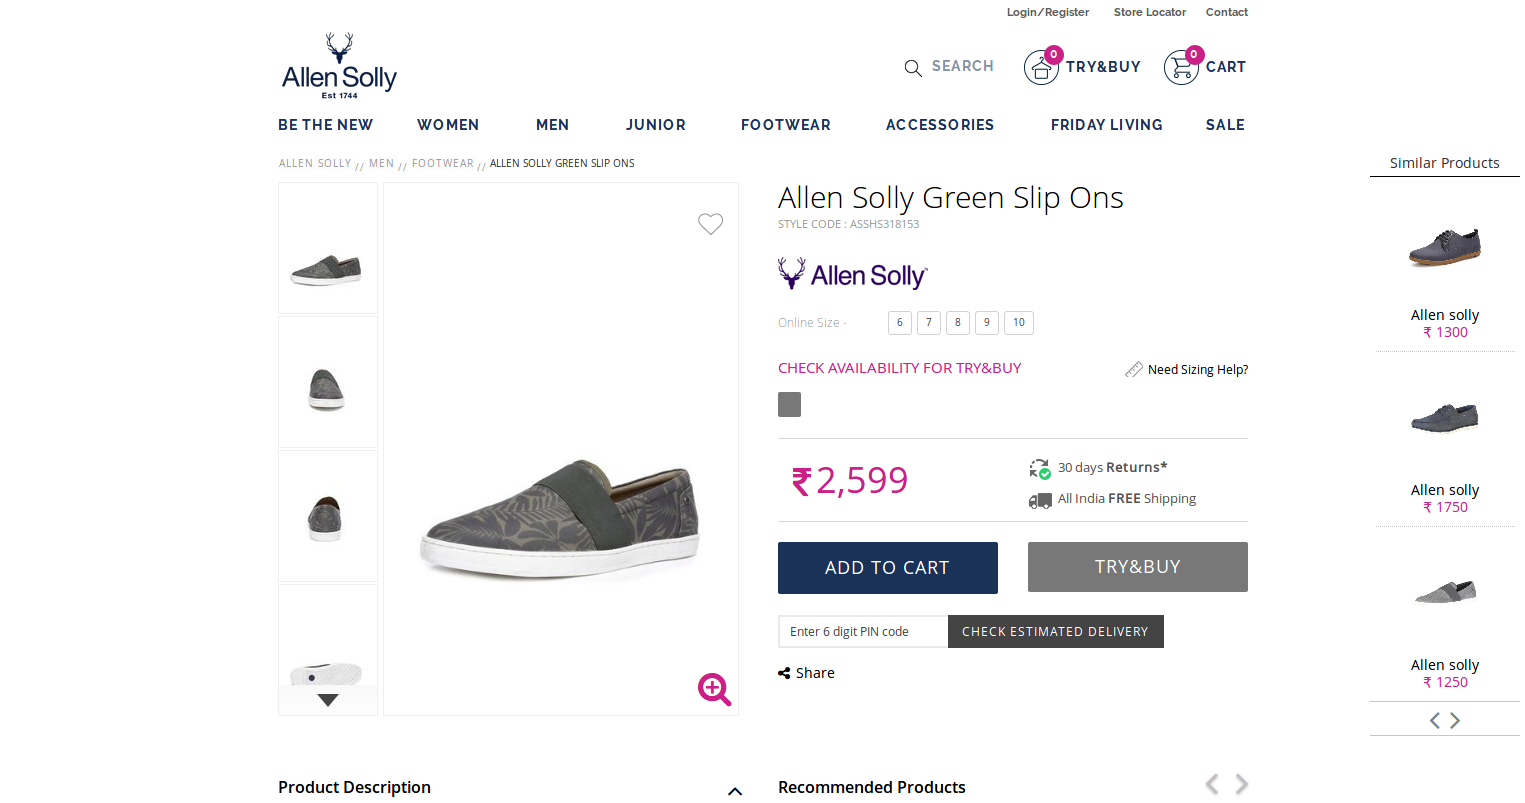 Login/Register Store Locator Contact
Allen Solly
Est 1744
SEARCH 0 TRY&BUY 0 CART
BE THE NEW WOMEN MEN JUNIOR FOOTWEAR ACCESSORIES FRIDAY LIVING SALE
ALLEN SOLLY // MEN // FOOTWEAR // ALLEN SOLLY GREEN SLIP ONS
Allen Solly Green Slip Ons
STYLE CODE : ASSHS318153
Allen Solly™
Online Size - 6 7 8 9 10
CHECK AVAILABILITY FOR TRY&BUY Need Sizing Help?
₹2,599
30 days Returns*
All India FREE Shipping
ADD TO CART TRY&BUY
Enter 6 digit PIN code CHECK ESTIMATED DELIVERY
Share
Similar Products
Allen solly
₹ 1300
Allen solly
₹ 1750
Allen solly
₹ 1250
Product Description
Recommended Products